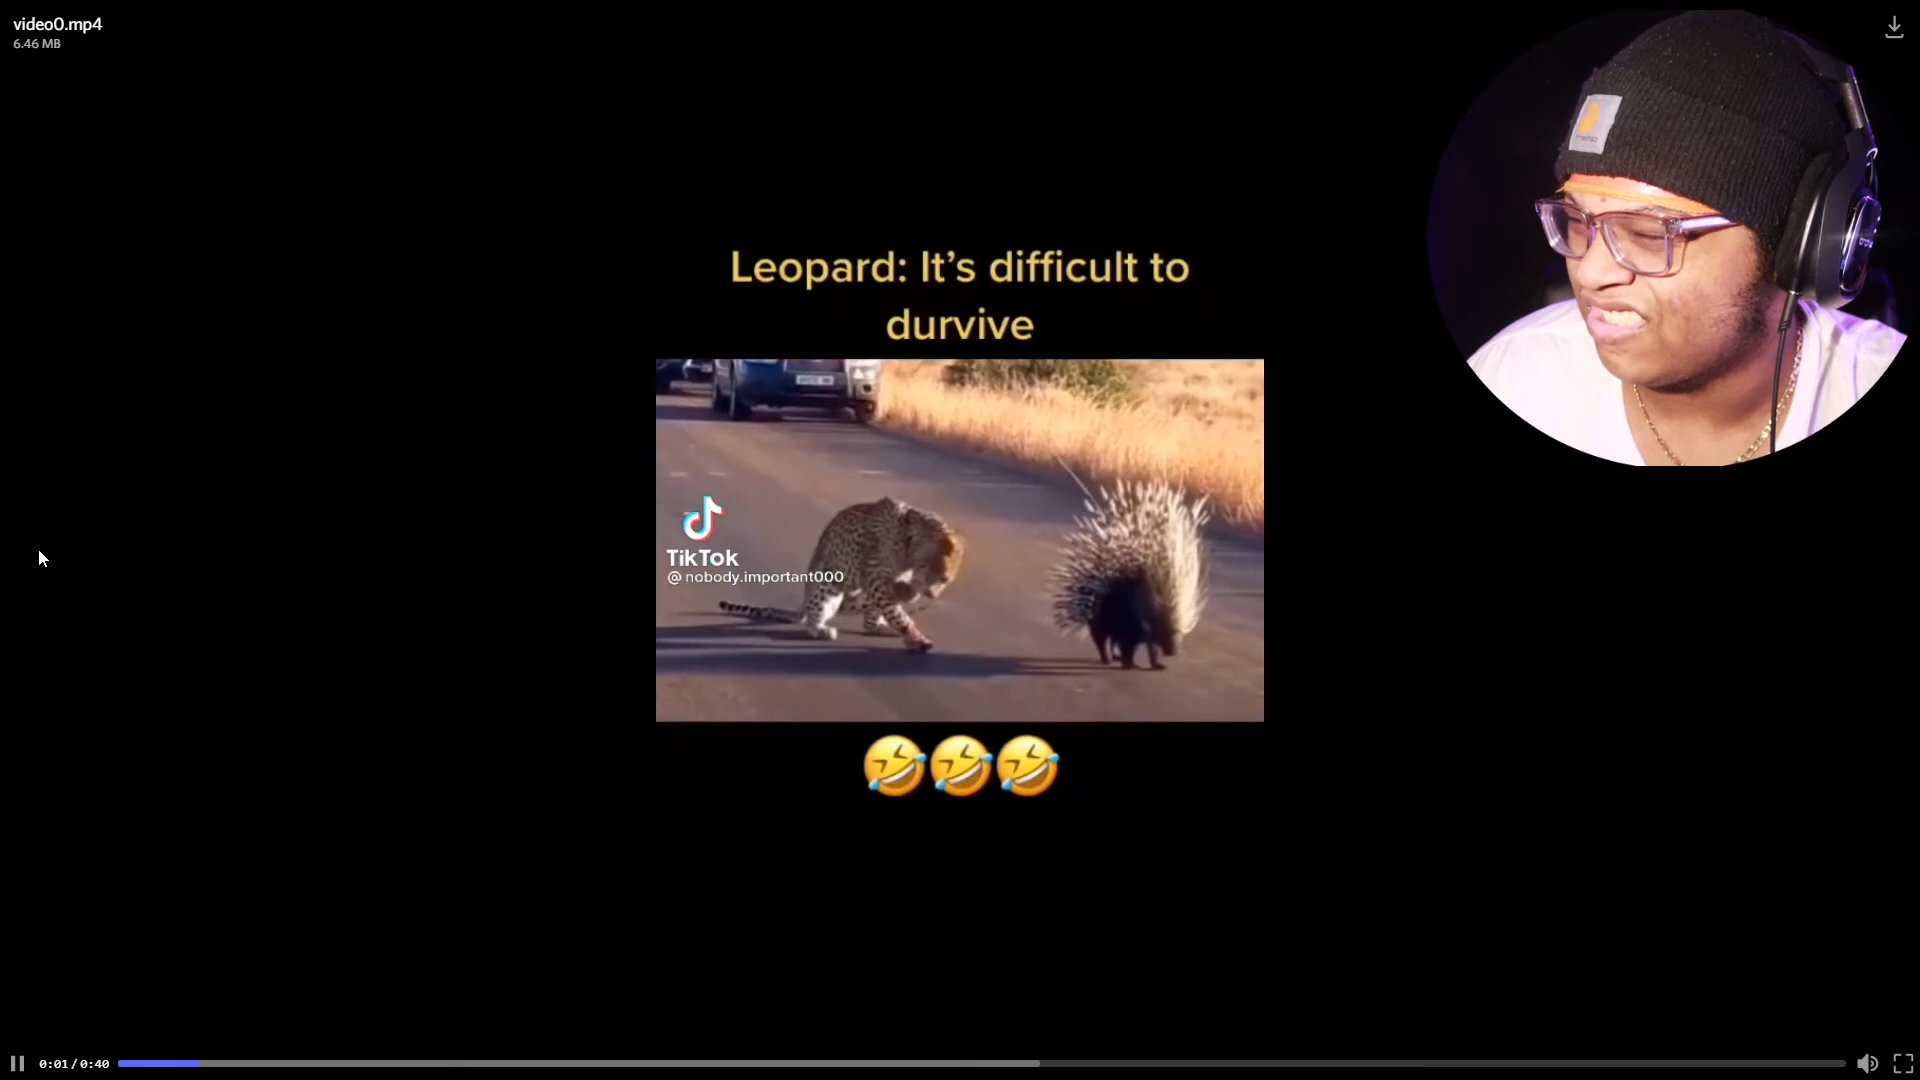 video0.mp4
6.46 MB
Leopard: It’s difficult to
durvive
TikTok
@nobody.important000
0:01/0:40